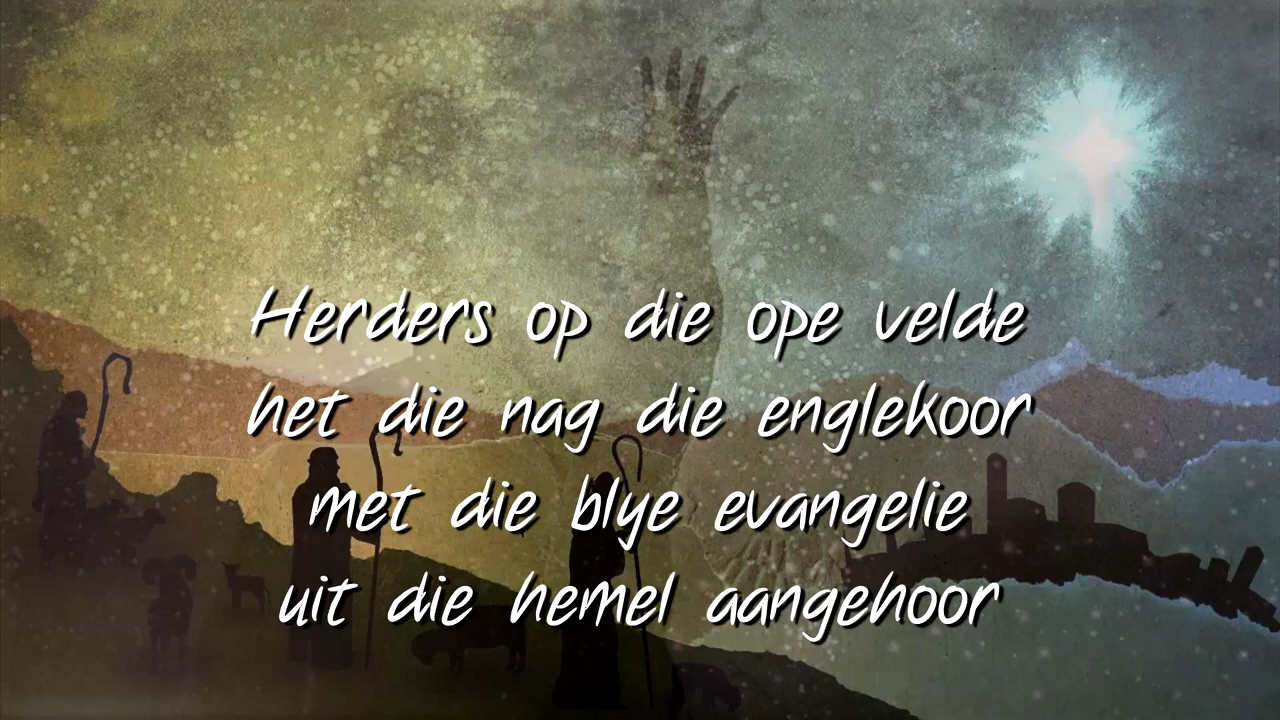 Herders op die ope velde
het die nag die englekoor
met die blye evangelie
uit die hemel aangehoor